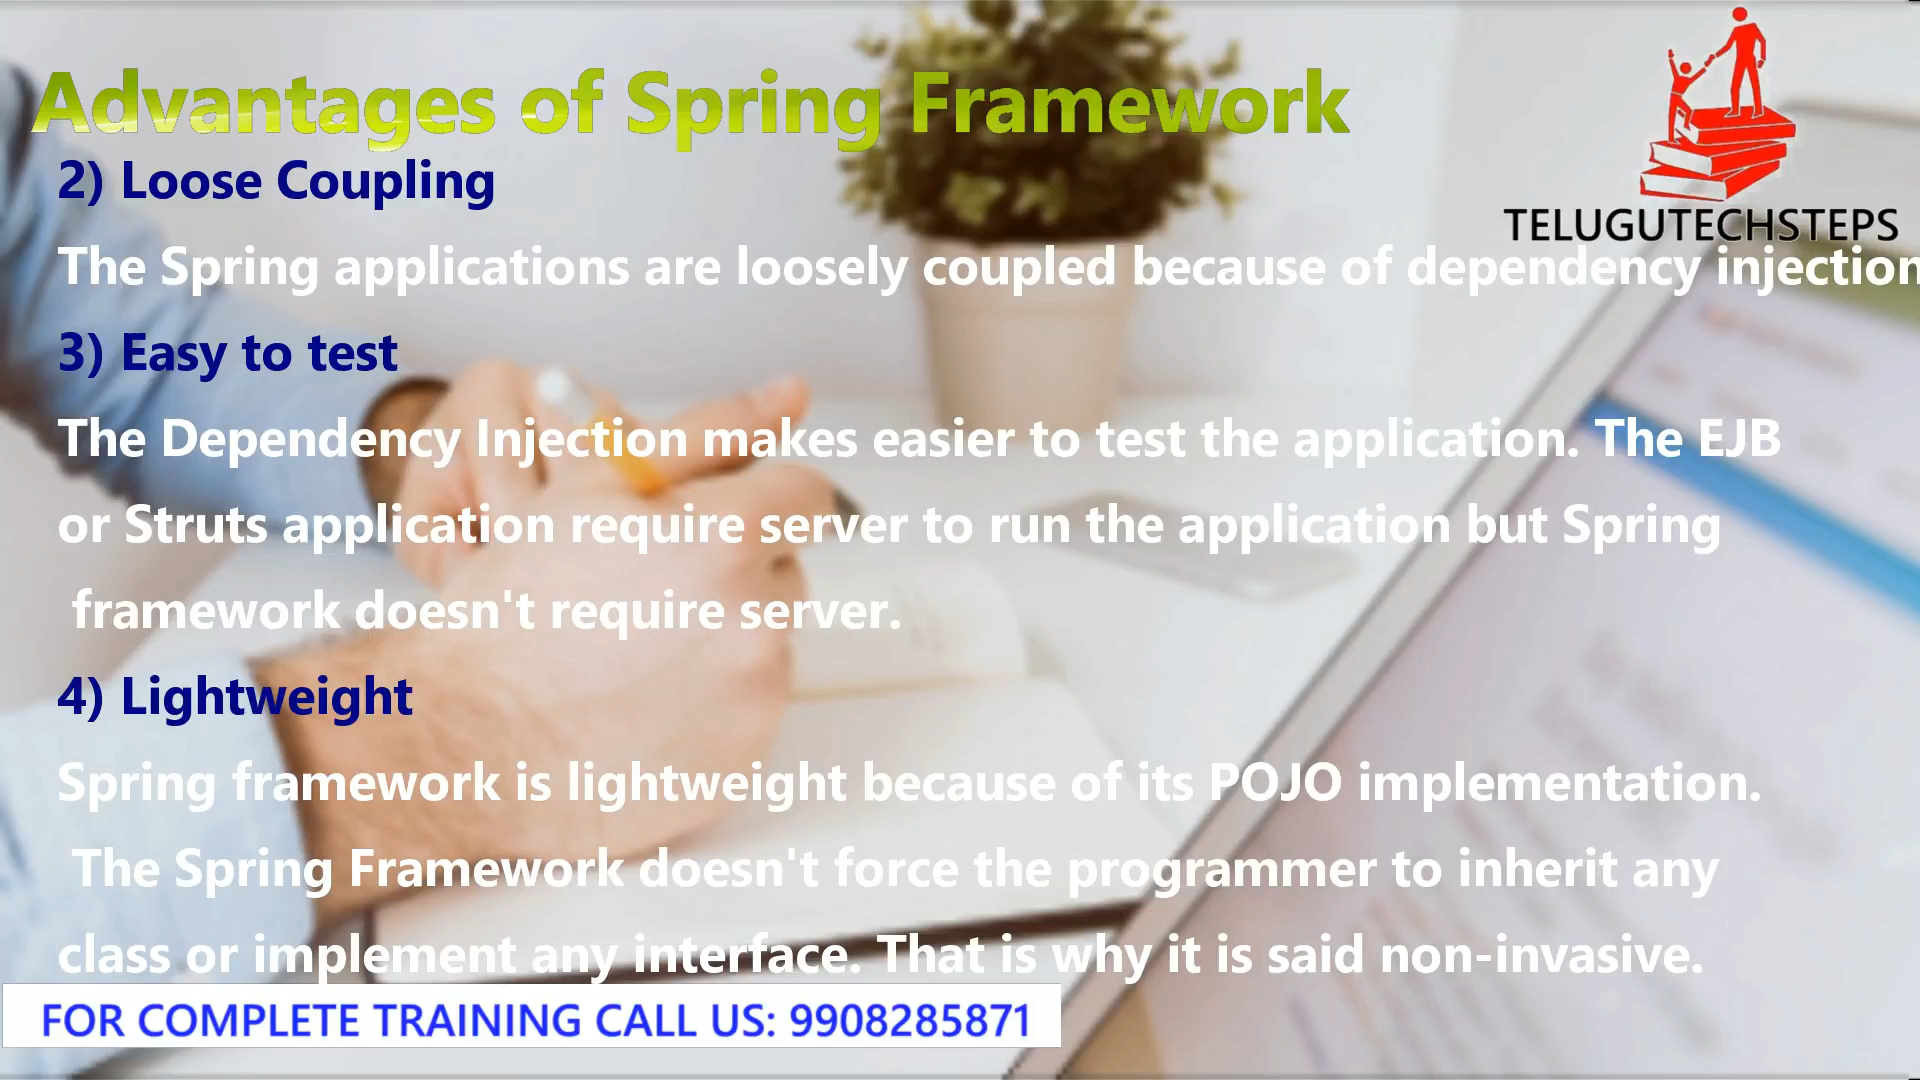 Advantages of Spring Framework
TELUGUTECHSTEPS
2) Loose Coupling
The Spring applications are loosely coupled because of dependency injection
3) Easy to test
The Dependency Injection makes easier to test the application. The EJB
or Struts application require server to run the application but Spring
framework doesn't require server.
4) Lightweight
Spring framework is lightweight because of its POJO implementation.
The Spring Framework doesn't force the programmer to inherit any
class or implement any interface. That is why it is said non-invasive.
FOR COMPLETE TRAINING CALL US: 9908285871